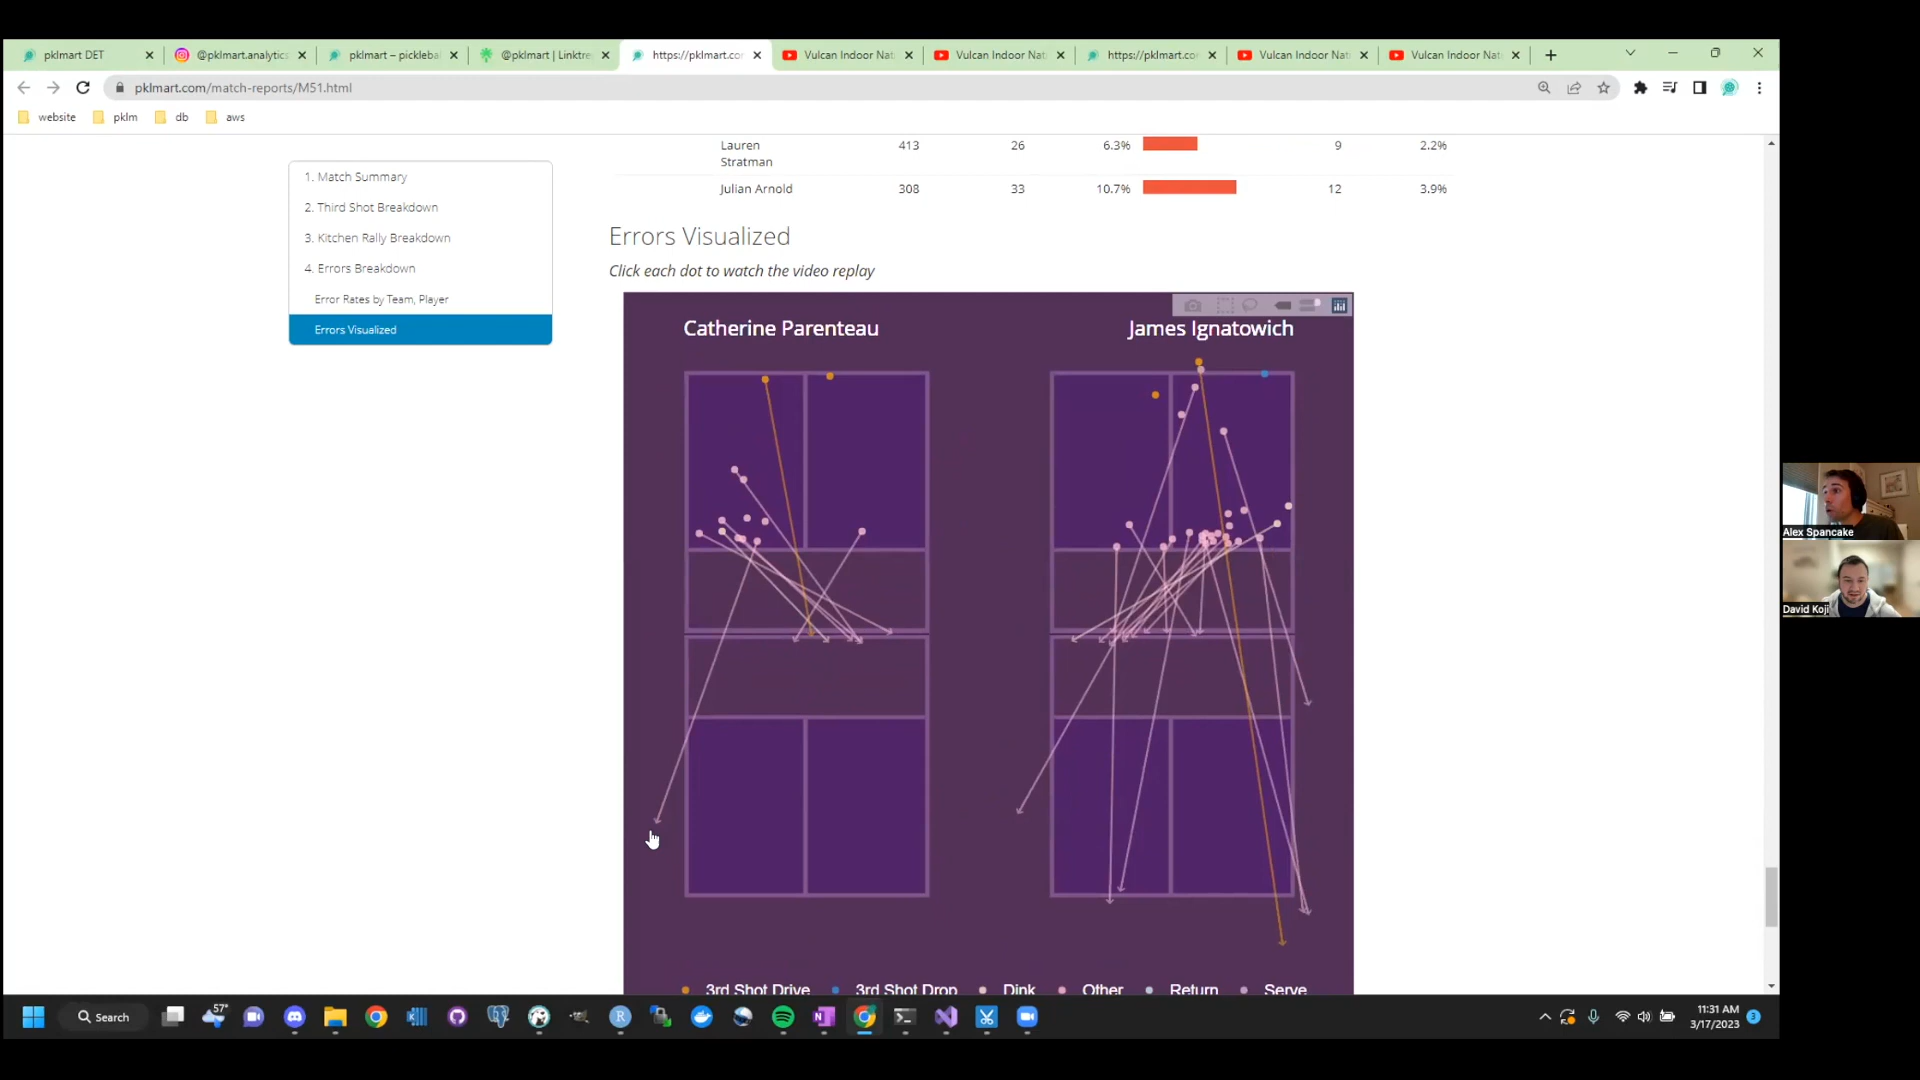 pklmart DET
@pklmart.analytics
pklmart – pickleba
@pklmart | Linktre
https://pklmart.co
Vulcan Indoor Nat
Vulcan Indoor Nat
https://pklmart.co
Vulcan Indoor Nat
Vulcan Indoor Nat
pklmart.com/match-reports/M51.html
website
pklm
db
aws
1. Match Summary
2. Third Shot Breakdown
3. Kitchen Rally Breakdown
4. Errors Breakdown
Error Rates by Team, Player
Errors Visualized
Lauren
Stratman
413 26 6.3% 9 2.2%
Julian Arnold 308 33 10.7% 12 3.9%
Errors Visualized
Click each dot to watch the video replay
Catherine Parenteau
James Ignatowich
3rd Shot Drive 3rd Shot Drop Dink Other Return Serve
Alex Spancake
David Koji
Search
57°
11:31 AM
3/17/2023
3